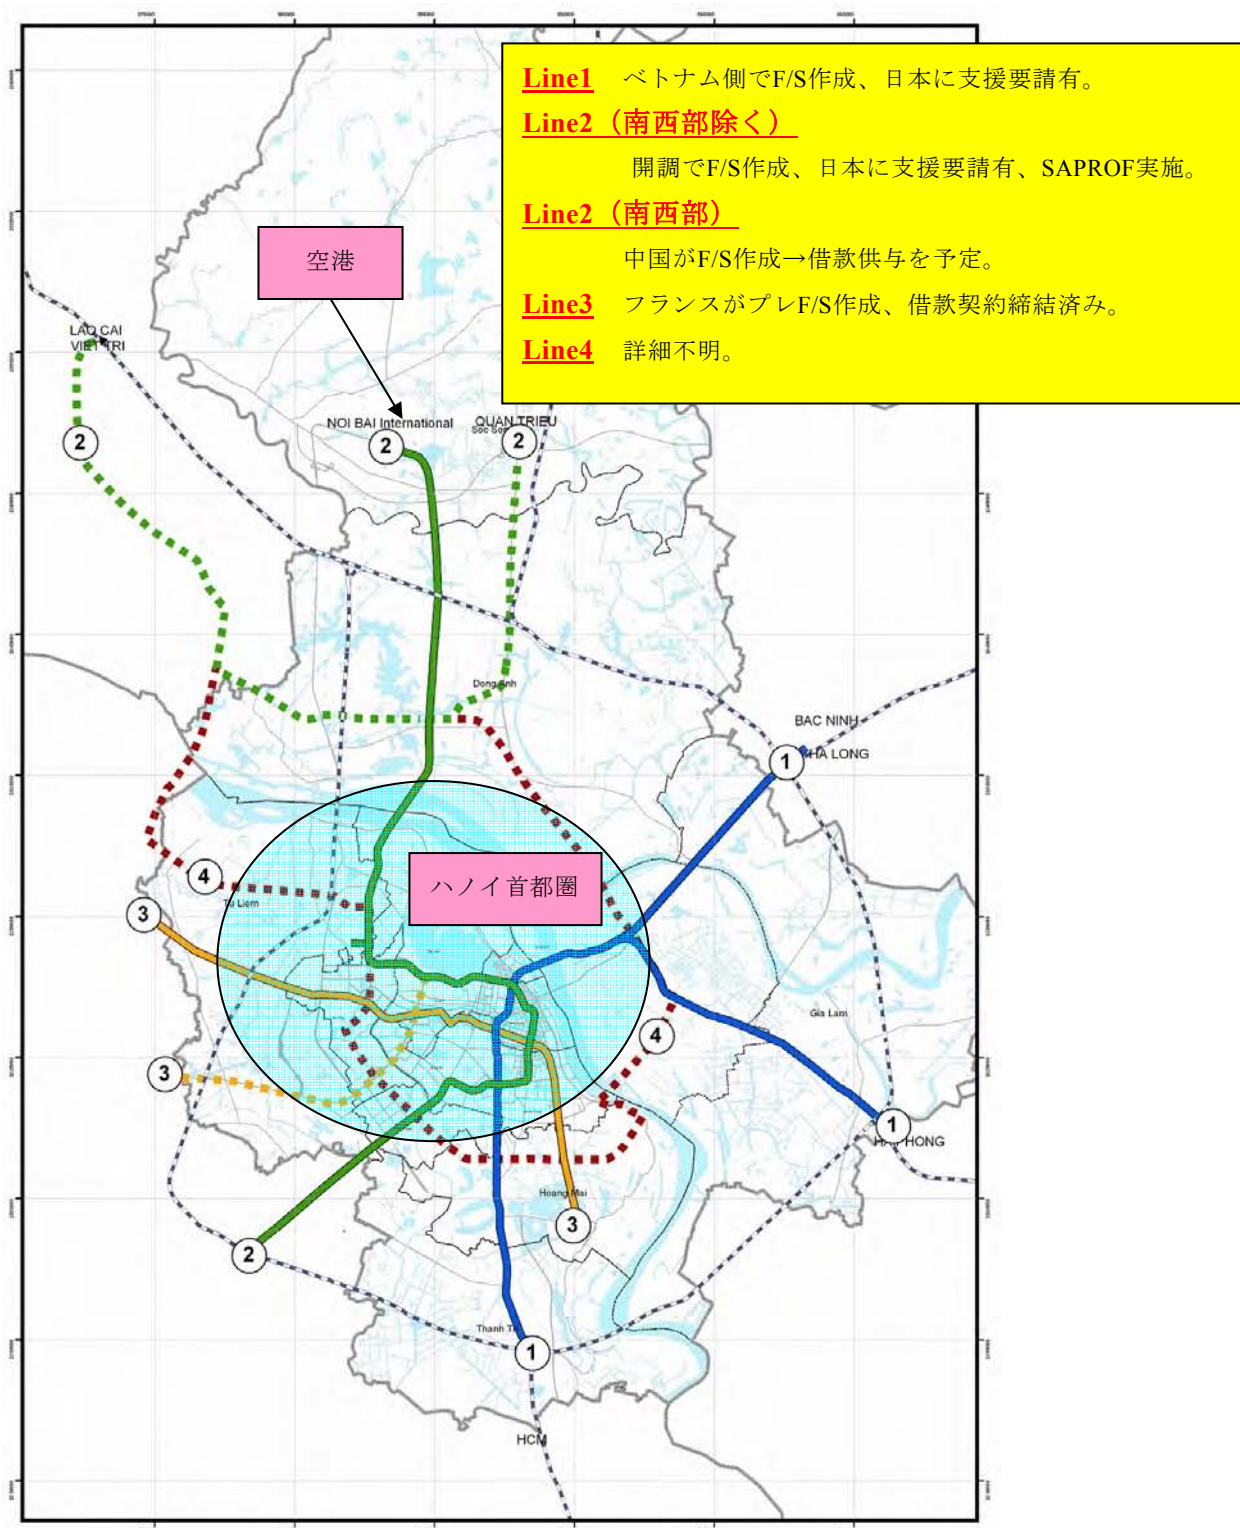 Line1 ベトナム側でF/S作成、日本に支援要請有。
Line2（南西部除く）
開調でF/S作成、日本に支援要請有、SAPROF実施。
Line2（南西部）
中国がF/S作成→借款供与を予定。
Line3 フランスがプレF/S作成、借款契約締結済み。
Line4 詳細不明。
空港
LAO CAI
VIET TRI
NOI BAI International
QUAN TRIEU
2
2
2
Dong Anh
BAC NINH
HA LONG
1
ハノイ首都圏
4
Tu Liem
3
Gia Lam
4
3
1
HAI PHONG
Hoang Mai
3
2
Thanh Tri
1
HCM